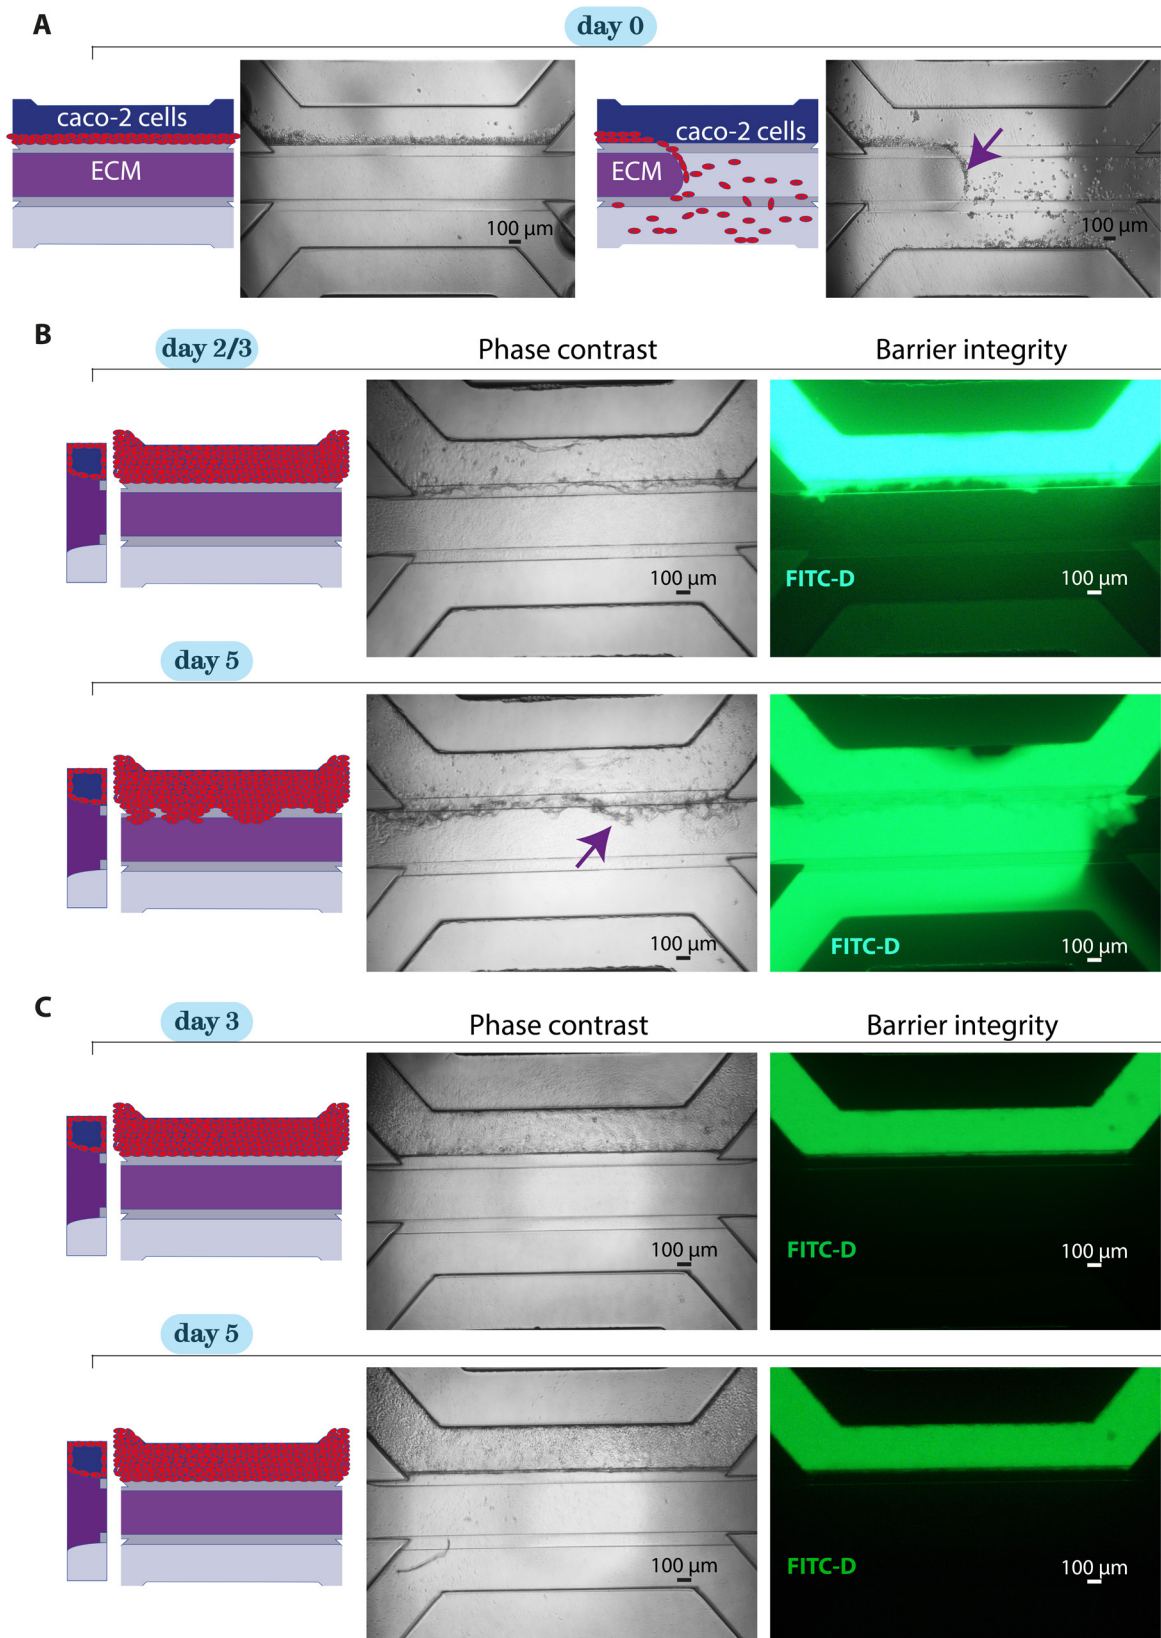 A
day 0
caco-2 cells
ECM
100 μm
caco-2 cells
ECM
100 μm
B
day 2/3
Phase contrast
Barrier integrity
100 μm
FITC-D
100 μm
day 5
100 μm
FITC-D
100 μm
C
day 3
Phase contrast
Barrier integrity
100 μm
FITC-D
100 μm
day 5
100 μm
FITC-D
100 μm